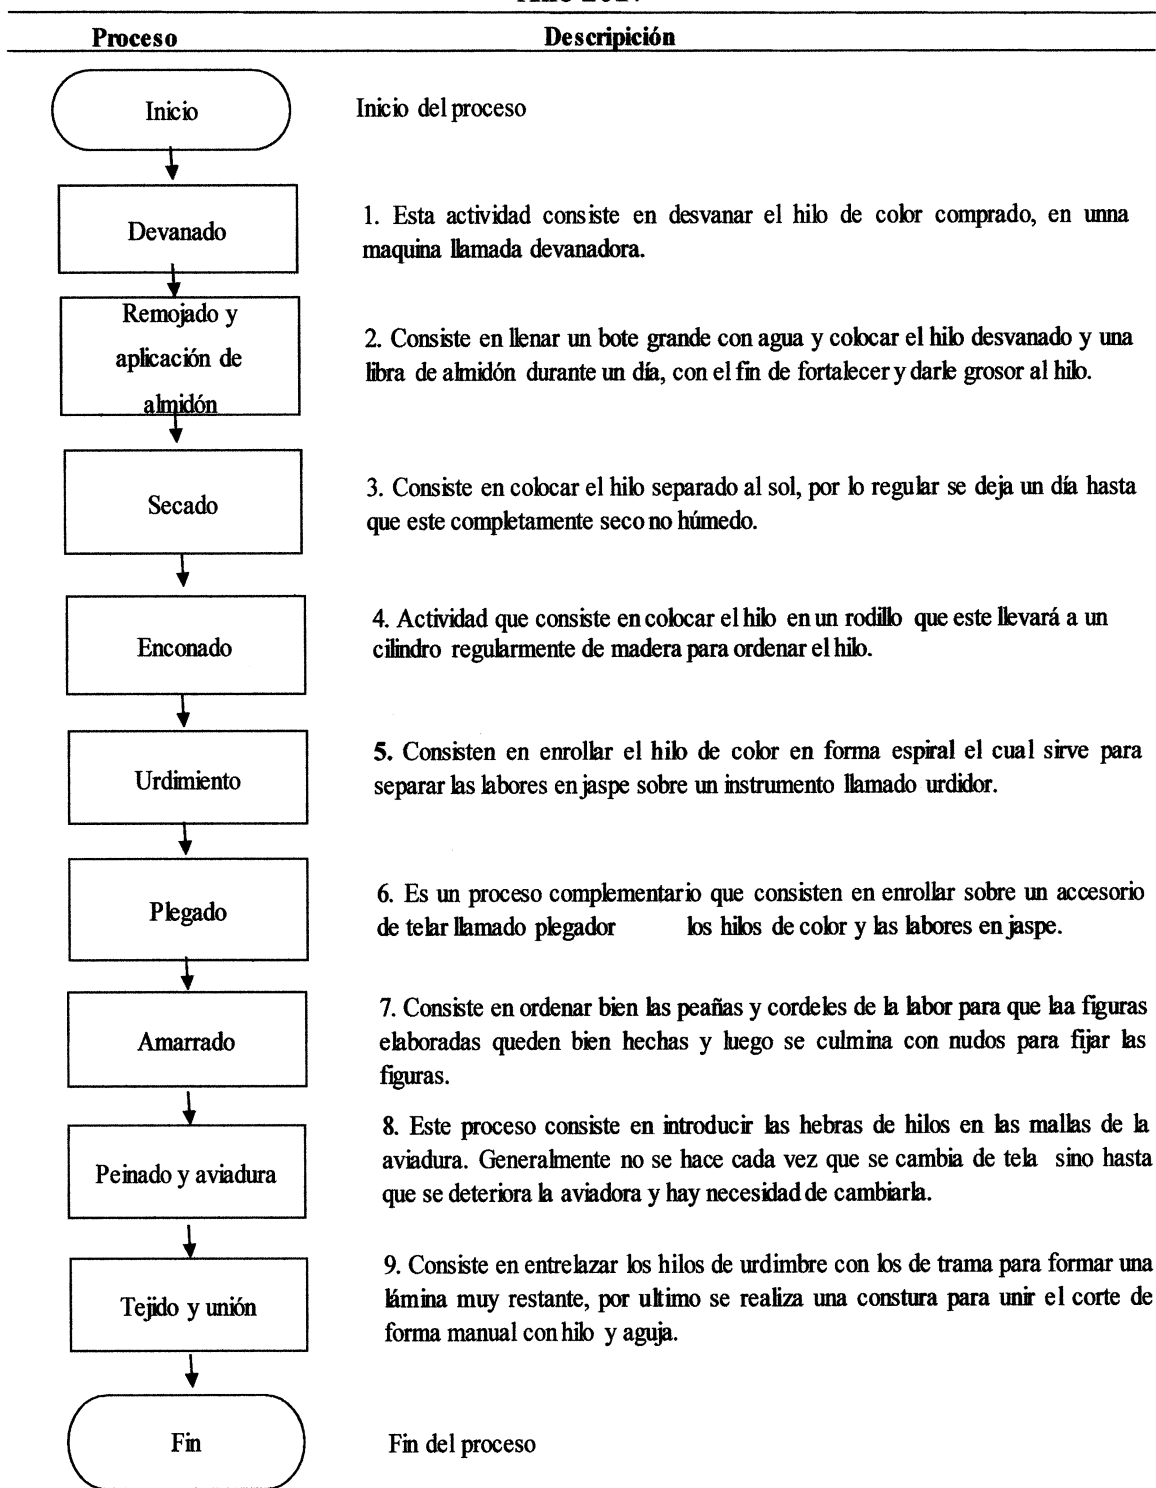 Proceso Descripición
Inicio
Inicio del proceso
Devanado
1. Esta actividad consiste en desvanar el hilo de color comprado, en unna
maquina llamada devanadora.
Remojado y
aplicación de
almidón
2. Consiste en llenar un bote grande con agua y colocar el hilo desvanado y una
libra de almidón durante un día, con el fin de fortalecer y darle grosor al hilo.
Secado
3. Consiste en colocar el hilo separado al sol, por lo regular se deja un día hasta
que este completamente seco no húmedo.
Enconado
4. Actividad que consiste en colocar el hilo en un rodillo que este llevará a un
cilindro regularmente de madera para ordenar el hilo.
Urdimiento
5. Consisten en enrollar el hilo de color en forma espiral el cual sirve para
separar las labores en jaspe sobre un instrumento llamado urdidor.
Plegado
6. Es un proceso complementario que consisten en enrollar sobre un accesorio
de telar llamado plegador los hilos de color y las labores en jaspe.
Amarrado
7. Consiste en ordenar bien las peañas y cordeles de la labor para que laa figuras
elaboradas queden bien hechas y luego se culmina con nudos para fijar las
figuras.
Peinado y aviadura
8. Este proceso consiste en introducir las hebras de hilos en las mallas de la
aviadura. Generalmente no se hace cada vez que se cambia de tela sino hasta
que se deteriora la aviadora y hay necesidad de cambiarla.
Tejido y unión
9. Consiste en entrelazar los hilos de urdimbre con los de trama para formar una
lámina muy restante, por ultimo se realiza una constura para unir el corte de
forma manual con hilo y aguja.
Fin
Fin del proceso